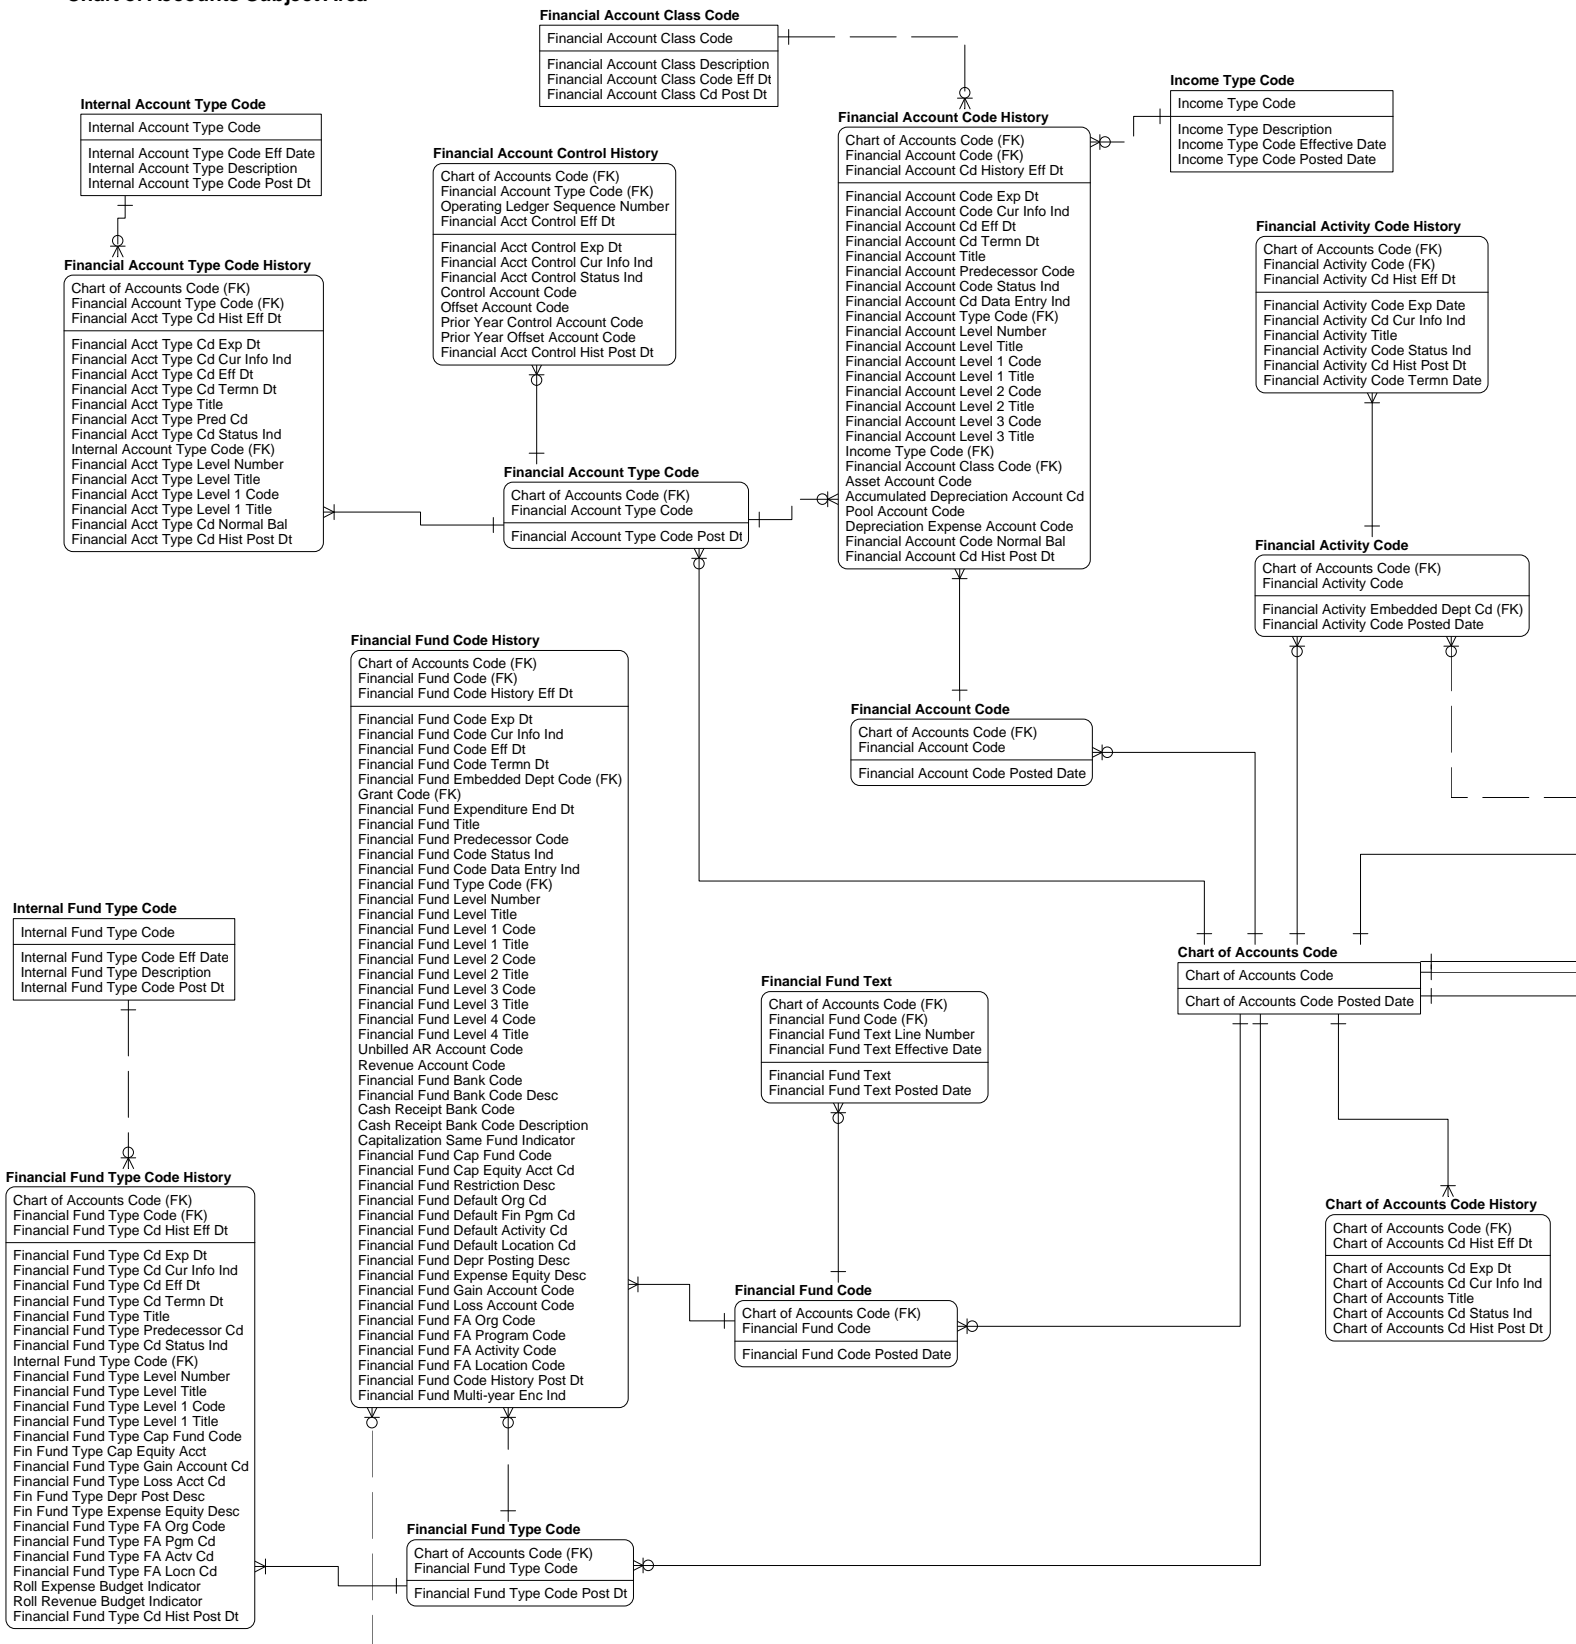 Chart of Accounts Subject Area
Financial Account Class Code
Financial Account Class Code
Financial Account Class Description
Financial Account Class Code Eff Dt
Financial Account Class Cd Post Dt
Income Type Code
Income Type Code
Income Type Description
Income Type Code Effective Date
Income Type Code Posted Date
Internal Account Type Code
Internal Account Type Code
Internal Account Type Code Eff Date
Internal Account Type Description
Internal Account Type Code Post Dt
Financial Account Control History
Chart of Accounts Code (FK)
Financial Account Type Code (FK)
Operating Ledger Sequence Number
Financial Acct Control Eff Dt
Financial Acct Control Exp Dt
Financial Acct Control Cur Info Ind
Financial Acct Control Status Ind
Control Account Code
Offset Account Code
Prior Year Control Account Code
Prior Year Offset Account Code
Financial Acct Control Hist Post Dt
Financial Account Code History
Chart of Accounts Code (FK)
Financial Account Code (FK)
Financial Account Cd History Eff Dt
Financial Account Code Exp Dt
Financial Account Code Cur Info Ind
Financial Account Cd Eff Dt
Financial Account Cd Termn Dt
Financial Account Title
Financial Account Predecessor Code
Financial Account Code Status Ind
Financial Account Cd Data Entry Ind
Financial Account Type Code (FK)
Financial Account Level Number
Financial Account Level Title
Financial Account Level 1 Code
Financial Account Level 1 Title
Financial Account Level 2 Code
Financial Account Level 2 Title
Financial Account Level 3 Code
Financial Account Level 3 Title
Income Type Code (FK)
Financial Account Class Code (FK)
Asset Account Code
Accumulated Depreciation Account Cd
Pool Account Code
Depreciation Expense Account Code
Financial Account Code Normal Bal
Financial Account Cd Hist Post Dt
Financial Activity Code History
Chart of Accounts Code (FK)
Financial Activity Code (FK)
Financial Activity Cd Hist Eff Dt
Financial Activity Code Exp Date
Financial Activity Cd Cur Info Ind
Financial Activity Title
Financial Activity Code Status Ind
Financial Activity Cd Hist Post Dt
Financial Activity Code Termn Date
Financial Account Type Code History
Chart of Accounts Code (FK)
Financial Account Type Code (FK)
Financial Acct Type Cd Hist Eff Dt
Financial Acct Type Cd Exp Dt
Financial Acct Type Cd Cur Info Ind
Financial Acct Type Cd Eff Dt
Financial Acct Type Cd Termn Dt
Financial Acct Type Title
Financial Acct Type Pred Cd
Financial Acct Type Cd Status Ind
Internal Account Type Code (FK)
Financial Acct Type Level Number
Financial Acct Type Level Title
Financial Acct Type Level 1 Code
Financial Acct Type Level 1 Title
Financial Acct Type Cd Normal Bal
Financial Acct Type Cd Hist Post Dt
Financial Account Type Code
Chart of Accounts Code (FK)
Financial Account Type Code
Financial Account Type Code Post Dt
Financial Activity Code
Chart of Accounts Code (FK)
Financial Activity Code
Financial Activity Embedded Dept Cd (FK)
Financial Activity Code Posted Date
Financial Fund Code History
Chart of Accounts Code (FK)
Financial Fund Code (FK)
Financial Fund Code History Eff Dt
Financial Fund Code Exp Dt
Financial Fund Code Cur Info Ind
Financial Fund Code Eff Dt
Financial Fund Code Termn Dt
Financial Fund Embedded Dept Code (FK)
Grant Code (FK)
Financial Fund Expenditure End Dt
Financial Fund Title
Financial Fund Predecessor Code
Financial Fund Code Status Ind
Financial Fund Code Data Entry Ind
Financial Fund Type Code (FK)
Financial Fund Level Number
Financial Fund Level Title
Financial Fund Level 1 Code
Financial Fund Level 1 Title
Financial Fund Level 2 Code
Financial Fund Level 2 Title
Financial Fund Level 3 Code
Financial Fund Level 3 Title
Financial Fund Level 4 Code
Financial Fund Level 4 Title
Unbilled AR Account Code
Revenue Account Code
Financial Fund Bank Code
Financial Fund Bank Code Desc
Cash Receipt Bank Code
Cash Receipt Bank Code Description
Capitalization Same Fund Indicator
Financial Fund Cap Fund Code
Financial Fund Cap Equity Acct Cd
Financial Fund Restriction Desc
Financial Fund Default Org Cd
Financial Fund Default Fin Pgm Cd
Financial Fund Default Activity Cd
Financial Fund Default Location Cd
Financial Fund Depr Posting Desc
Financial Fund Expense Equity Desc
Financial Fund Gain Account Code
Financial Fund Loss Account Code
Financial Fund FA Org Code
Financial Fund FA Program Code
Financial Fund FA Activity Code
Financial Fund FA Location Code
Financial Fund Code History Post Dt
Financial Fund Multi-year Enc Ind
Financial Account Code
Chart of Accounts Code (FK)
Financial Account Code
Financial Account Code Posted Date
Internal Fund Type Code
Internal Fund Type Code
Internal Fund Type Code Eff Date
Internal Fund Type Description
Internal Fund Type Code Post Dt
Chart of Accounts Code
Chart of Accounts Code
Chart of Accounts Code Posted Date
Financial Fund Text
Chart of Accounts Code (FK)
Financial Fund Code (FK)
Financial Fund Text Line Number
Financial Fund Text Effective Date
Financial Fund Text
Financial Fund Text Posted Date
Financial Fund Type Code History
Chart of Accounts Code (FK)
Financial Fund Type Code (FK)
Financial Fund Type Cd Hist Eff Dt
Financial Fund Type Cd Exp Dt
Financial Fund Type Cd Cur Info Ind
Financial Fund Type Cd Eff Dt
Financial Fund Type Cd Termn Dt
Financial Fund Type Title
Financial Fund Type Predecessor Cd
Financial Fund Type Cd Status Ind
Internal Fund Type Code (FK)
Financial Fund Type Level Number
Financial Fund Type Level Title
Financial Fund Type Level 1 Code
Financial Fund Type Level 1 Title
Financial Fund Type Cap Fund Code
Fin Fund Type Cap Equity Acct
Financial Fund Type Gain Account Cd
Financial Fund Type Loss Acct Cd
Fin Fund Type Depr Post Desc
Fin Fund Type Expense Equity Desc
Financial Fund Type FA Org Code
Financial Fund Type FA Pgm Cd
Financial Fund Type FA Actv Cd
Financial Fund Type FA Locn Cd
Roll Expense Budget Indicator
Roll Revenue Budget Indicator
Financial Fund Type Cd Hist Post Dt
Chart of Accounts Code History
Chart of Accounts Code (FK)
Chart of Accounts Cd Hist Eff Dt
Chart of Accounts Cd Exp Dt
Chart of Accounts Cd Cur Info Ind
Chart of Accounts Title
Chart of Accounts Cd Status Ind
Chart of Accounts Cd Hist Post Dt
Financial Fund Code
Chart of Accounts Code (FK)
Financial Fund Code
Financial Fund Code Posted Date
Financial Fund Type Code
Chart of Accounts Code (FK)
Financial Fund Type Code
Financial Fund Type Code Post Dt